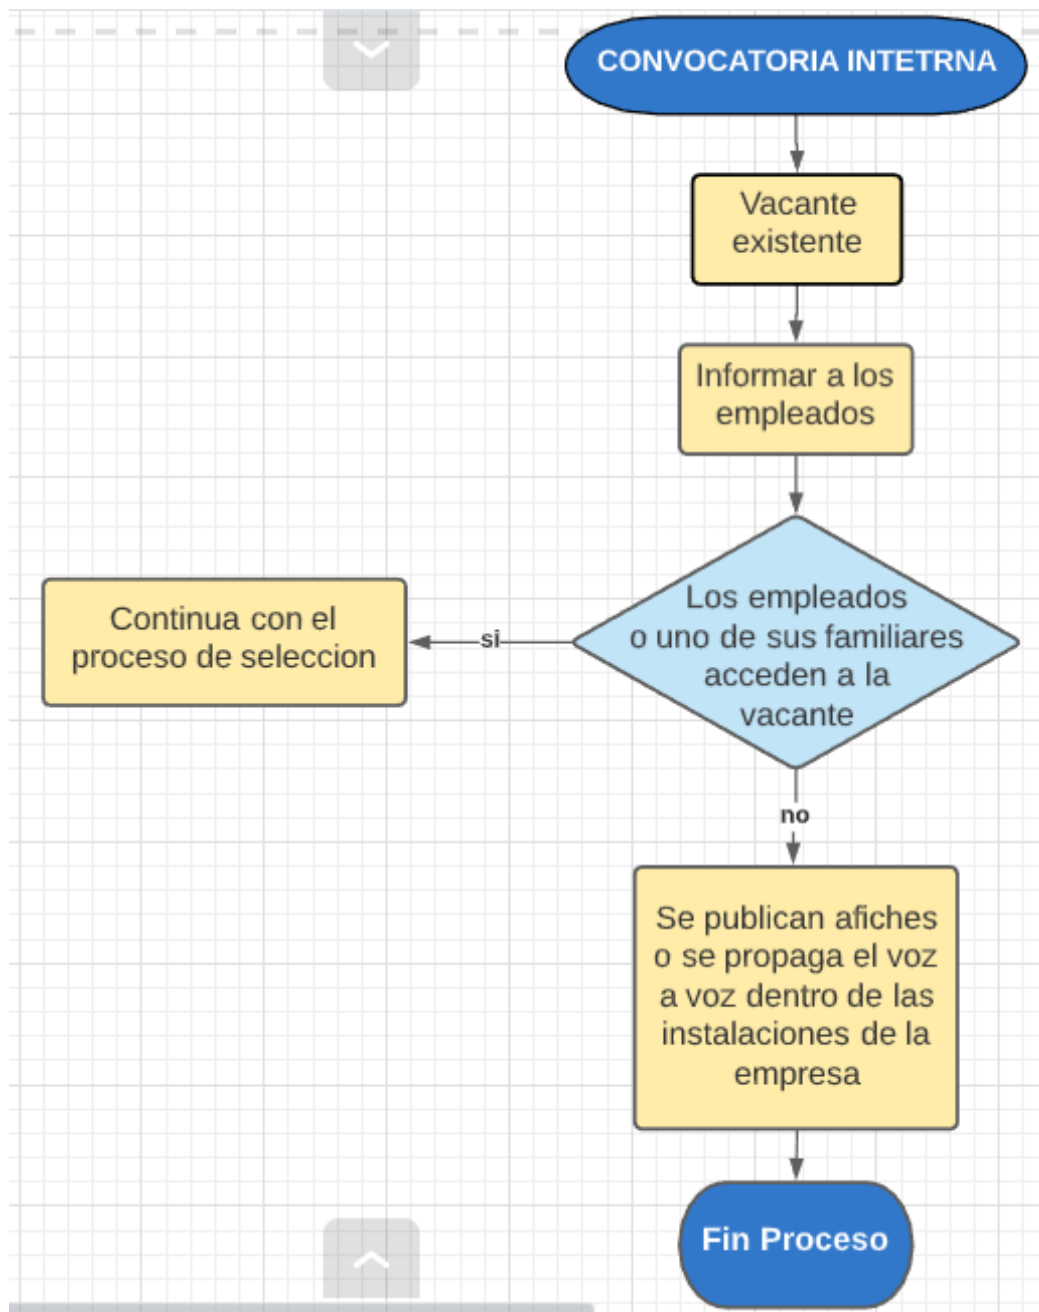 CONVOCATORIA INTETRNA
Vacante
existente
Informar a los
empleados
Los empleados
o uno de sus familiares
acceden a la
vacante
si
Continua con el
proceso de seleccion
no
Se publican afiches
o se propaga el voz
a voz dentro de las
instalaciones de la
empresa
Fin Proceso